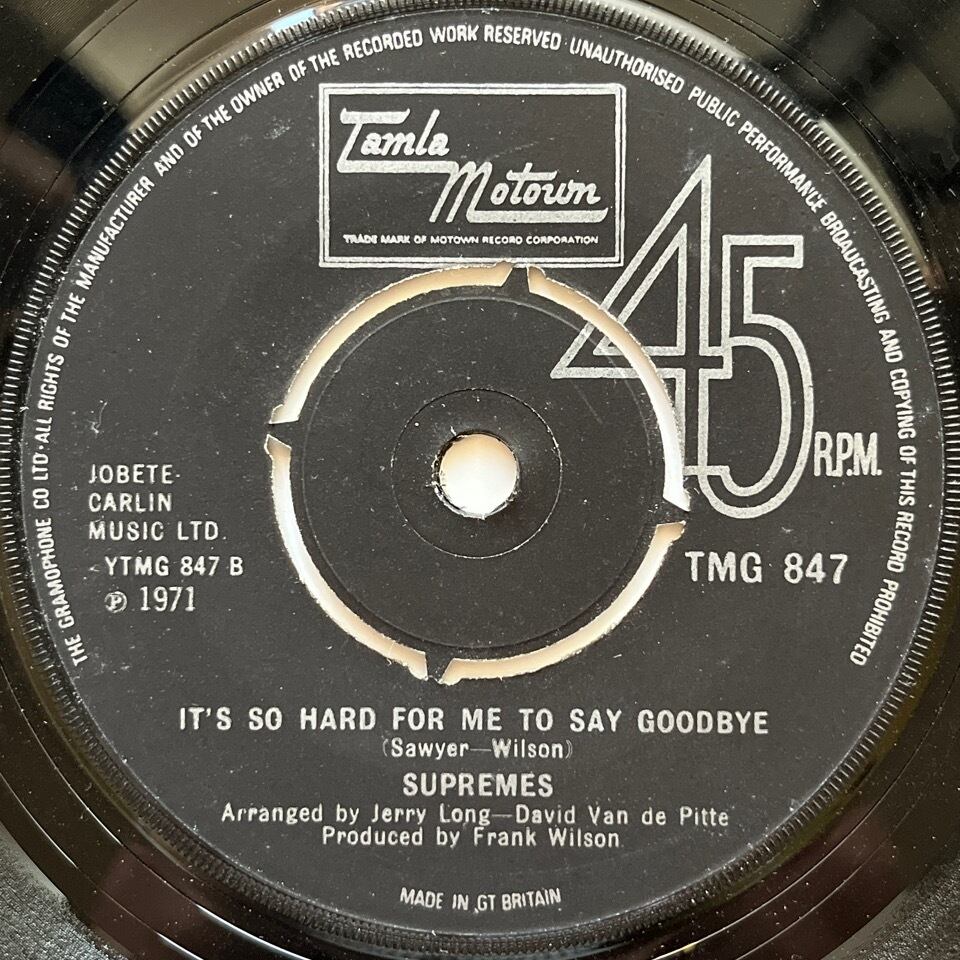 THE GRAMOPHONE CO LTD·ALL RIGHTS OF THE MANUFACTURER AND OF THE OWNER OF THE RECORDED WORK RESERVED UNAUTHORISED PUBLIC PERFORMANCE BROADCASTING AND COPYING OF THIS RECORD PROHIBITED
Tamla
Motown
TRADE MARK OF MOTOWN RECORD CORPORATION
45
R.P.M.
JOBETE-
CARLIN
MUSIC LTD.
YTMG 847 B
℗ 1971
TMG 847
IT'S SO HARD FOR ME TO SAY GOODBYE
(Sawyer—Wilson)
SUPREMES
Arranged by Jerry Long—David Van de Pitte
Produced by Frank Wilson
MADE IN GT BRITAIN